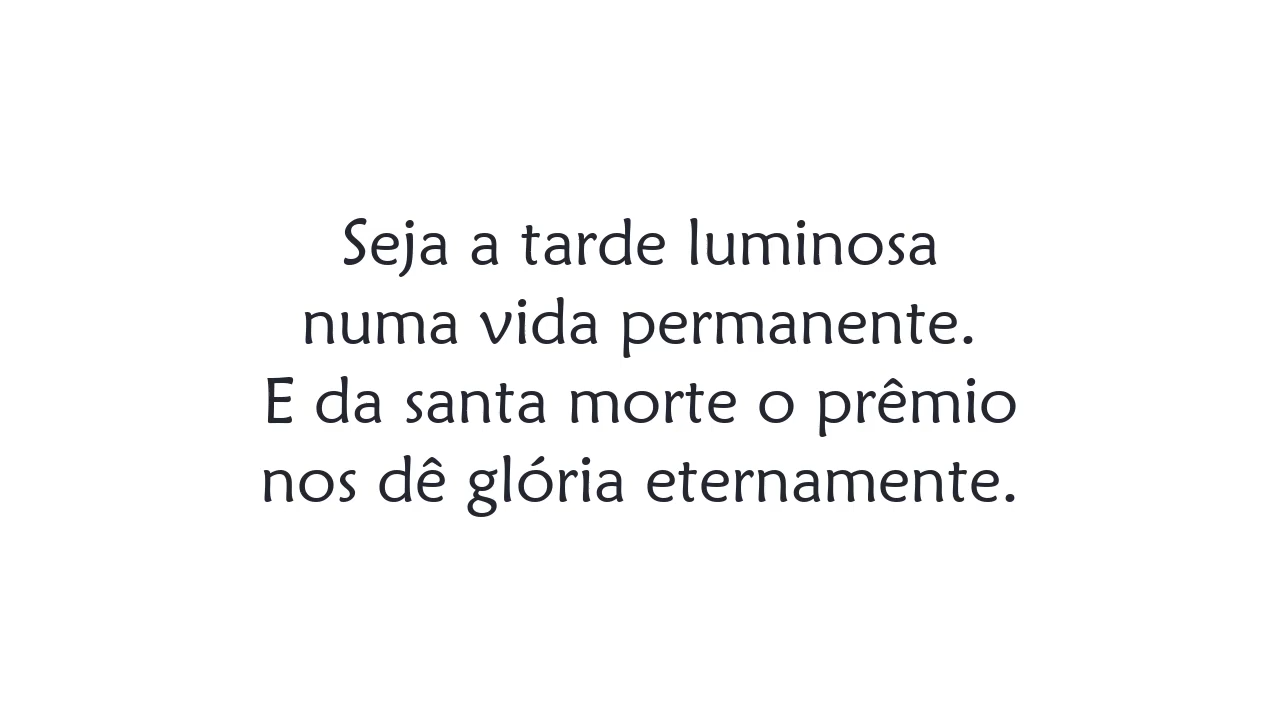 Seja a tarde luminosa
numa vida permanente.
E da santa morte o prêmio
nos dê glória eternamente.